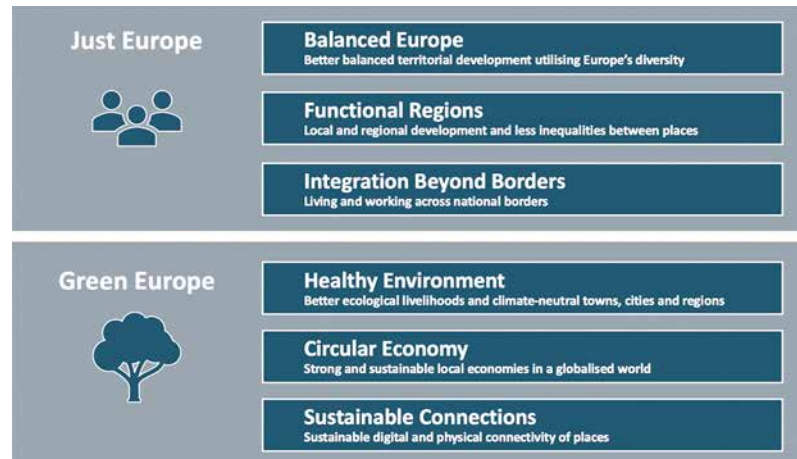 Just Europe
Balanced Europe
Better balanced territorial development utilising Europe's diversity
Functional Regions
Local and regional development and less inequalities between places
Integration Beyond Borders
Living and working across national borders
Green Europe
Healthy Environment
Better ecological livelihoods and climate-neutral towns, cities and regions
Circular Economy
Strong and sustainable local economies in a globalised world
Sustainable Connections
Sustainable digital and physical connectivity of places